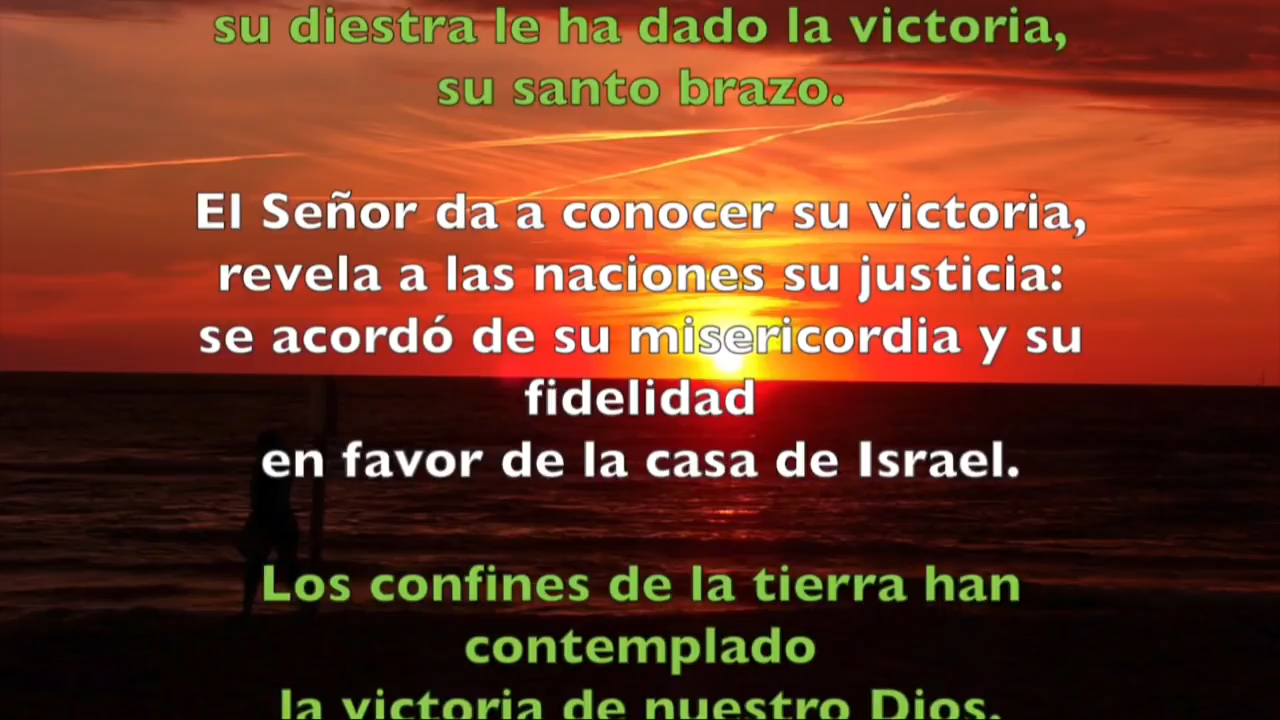 su diestra le ha dado la victoria,
su santo brazo.
El Señor da a conocer su victoria,
revela a las naciones su justicia:
se acordó de su misericordia y su
fidelidad
en favor de la casa de Israel.
Los confines de la tierra han
contemplado
la victoria de nuestro Dios.